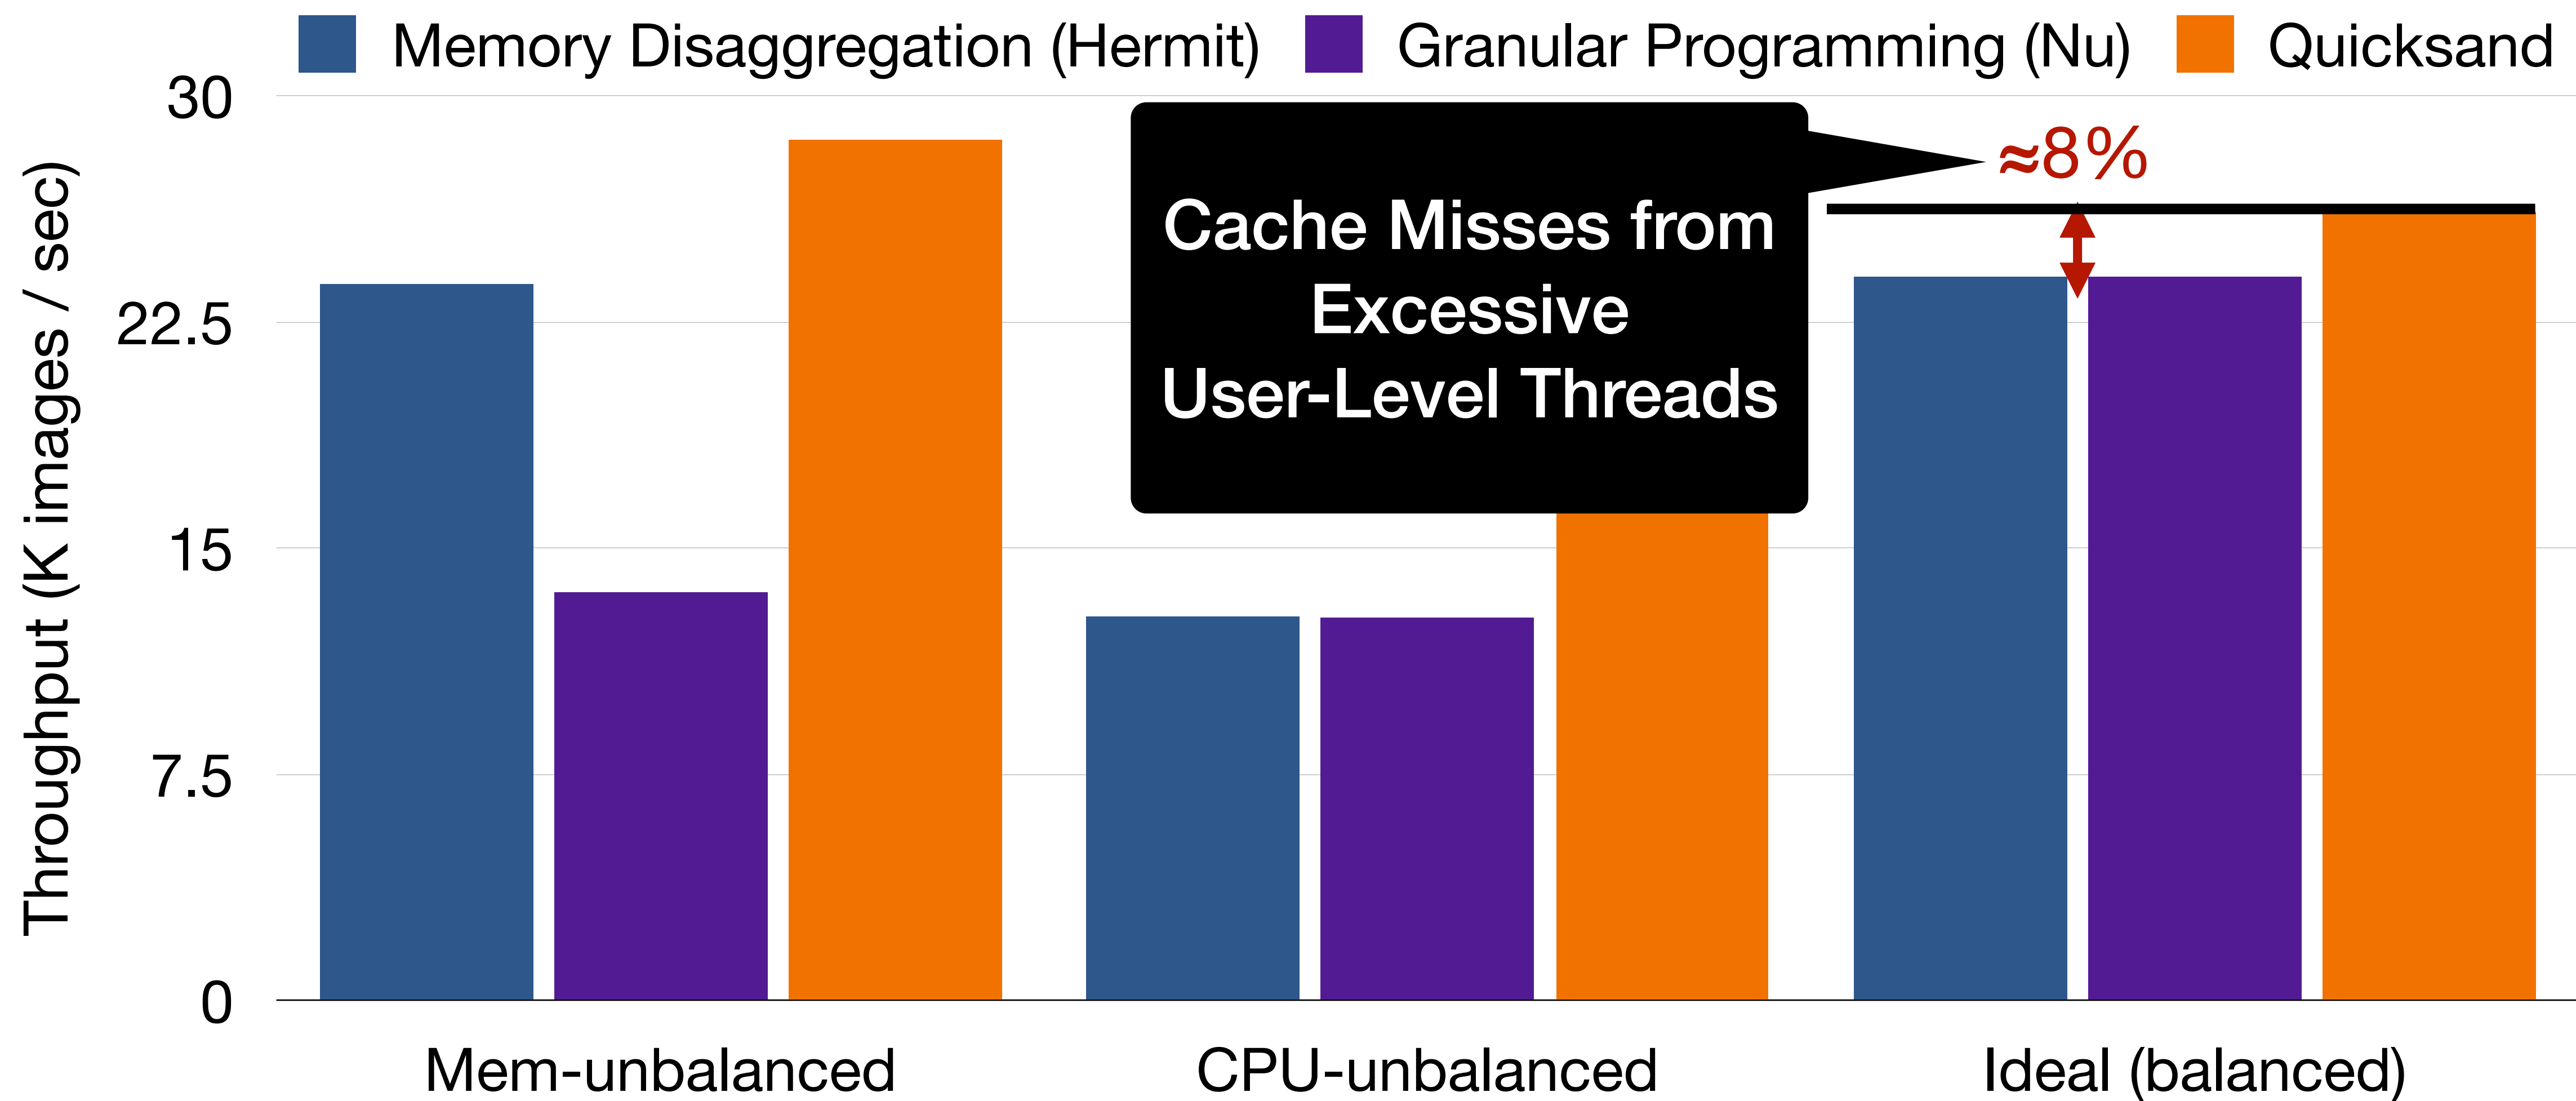 Memory Disaggregation (Hermit) Granular Programming (Nu) Quicksand
30
22.5
15
7.5
0
Throughput (K images / sec)
Cache Misses from
Excessive
User-Level Threads
≈8%
Mem-unbalanced CPU-unbalanced Ideal (balanced)